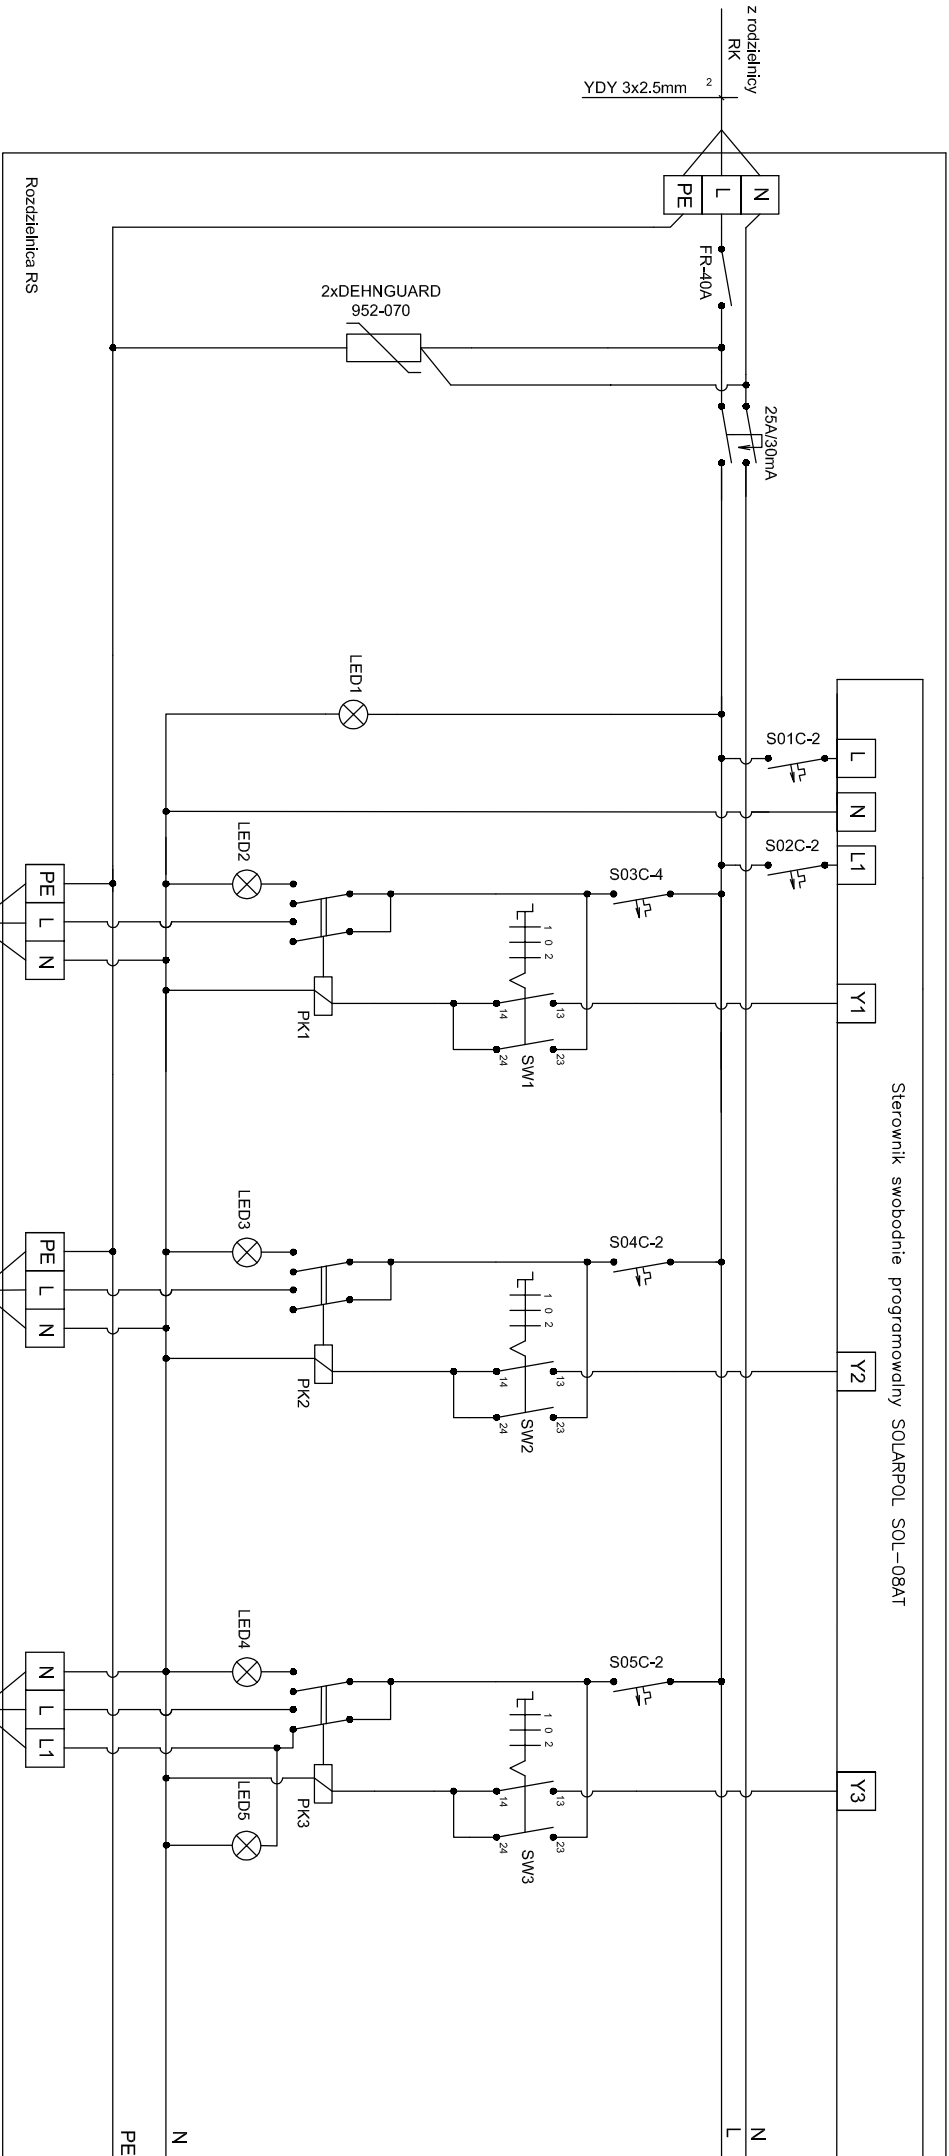 z rodzielnicy
RK
YDY 3x2.5mm 2
N
L
PE
Rozdzielnica RS
FR-40A
2xDEHNGUARD
952-070
25A/30mA
Sterownik swobodnie programowalny SOLARPOL SOL-08AT
L
N
L1
Y1
Y2
Y3
LED1
S01C-2
S02C-2
LED2
S03C-4
1 0 2
13
14
23
24
SW1
PK1
PE
L
N
LED3
S04C-2
1 0 2
13
14
23
24
SW2
PK2
PE
L
N
LED4
S05C-2
1 0 2
13
14
23
24
SW3
PK3
LED5
N
L
L1
N
L
N
PE